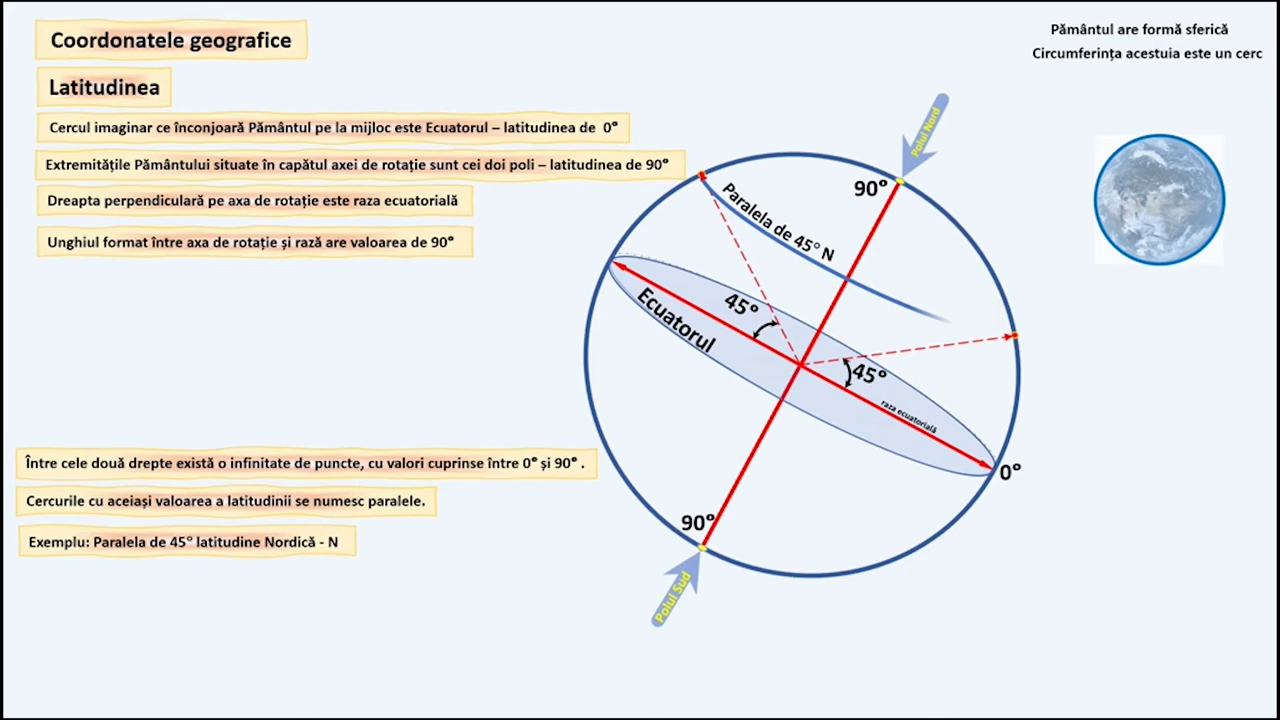 Coordonatele geografice
Pământul are formă sferică
Circumferința acestuia este un cerc
Latitudinea
Cercul imaginar ce înconjoară Pământul pe la mijloc este Ecuatorul – latitudinea de 0°
Extremitățile Pământului situate în capătul axei de rotație sunt cei doi poli – latitudinea de 90°
Dreapta perpendiculară pe axa de rotație este raza ecuatorială
Unghiul format între axa de rotație și rază are valoarea de 90°
Polul Nord
90°
Paralela de 45° N
45°
Ecuatorul
45°
raza ecuatorială
0°
90°
Polul Sud
Între cele două drepte există o infinitate de puncte, cu valori cuprinse între 0° și 90° .
Cercurile cu aceiași valoarea a latitudinii se numesc paralele.
Exemplu: Paralela de 45° latitudine Nordică - N